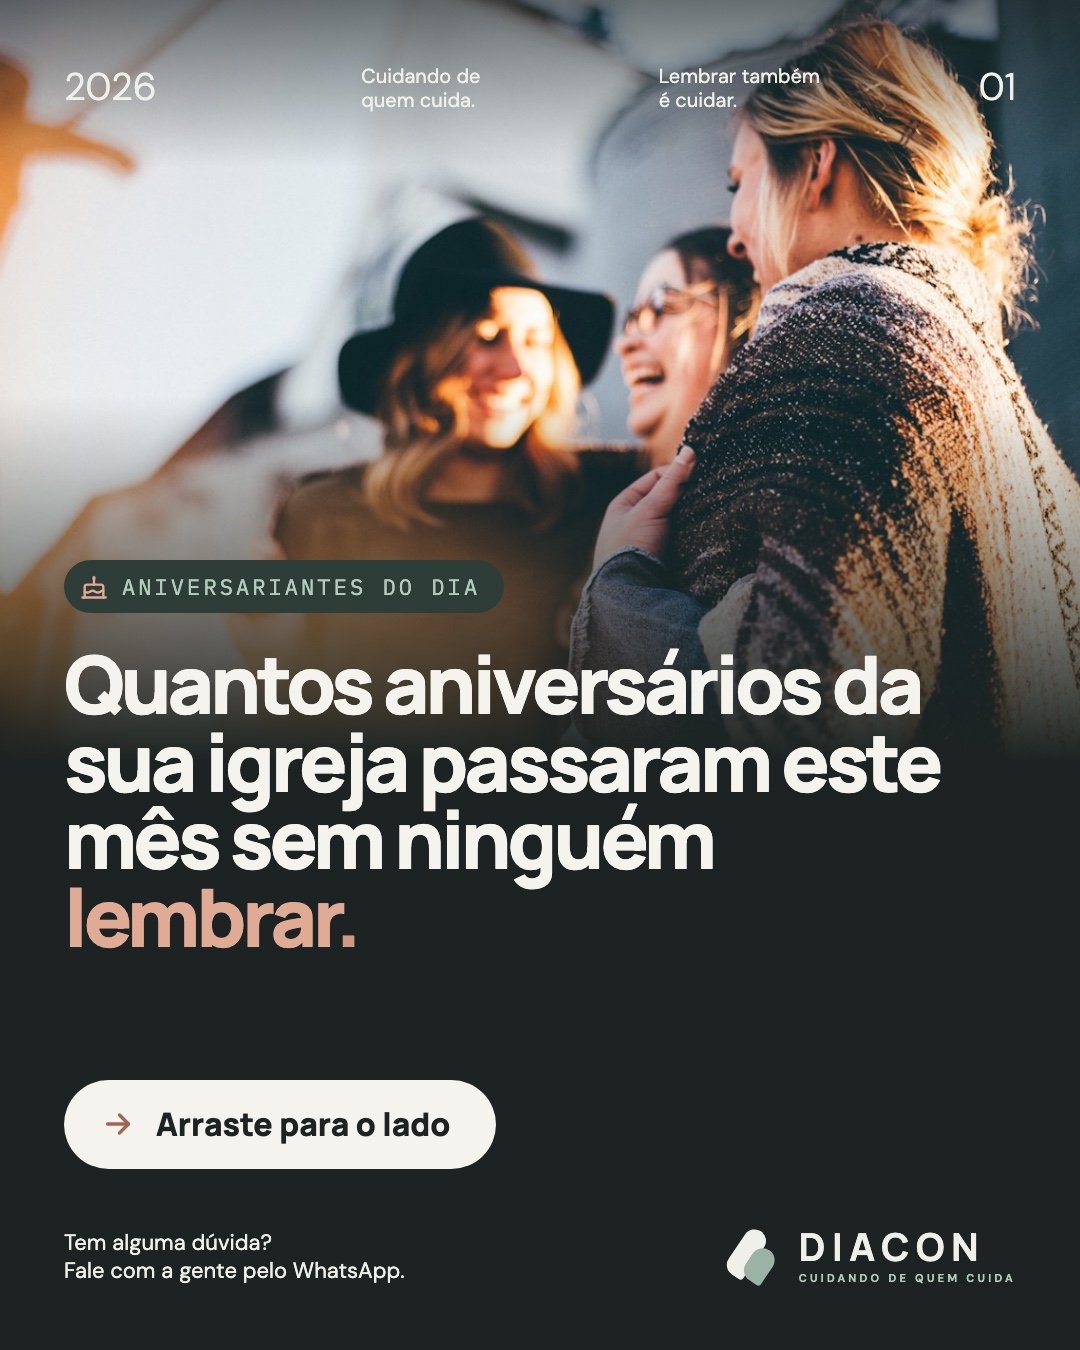 2026
Cuidando de
quem cuida.
Lembrar também
é cuidar.
01
ANIVERSARIANTES DO DIA
Quantos aniversários da
sua igreja passaram este
mês sem ninguém
lembrar.
Arraste para o lado
Tem alguma dúvida?
Fale com a gente pelo WhatsApp.
DIACON
CUIDANDO DE QUEM CUIDA